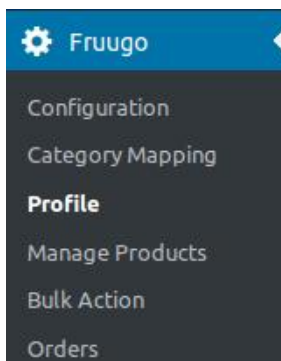 Fruugo
Configuration
Category Mapping
Profile
Manage Products
Bulk Action
Orders